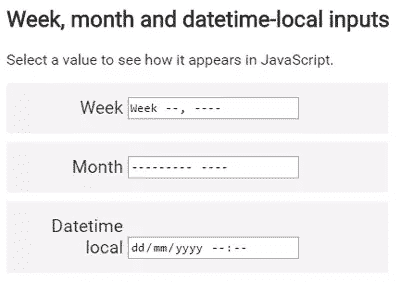 Week, month and datetime-local inputs
Select a value to see how it appears in JavaScript.
Week Week --, ----
Month --------- ----
Datetime
local dd/mm/yyyy --:--